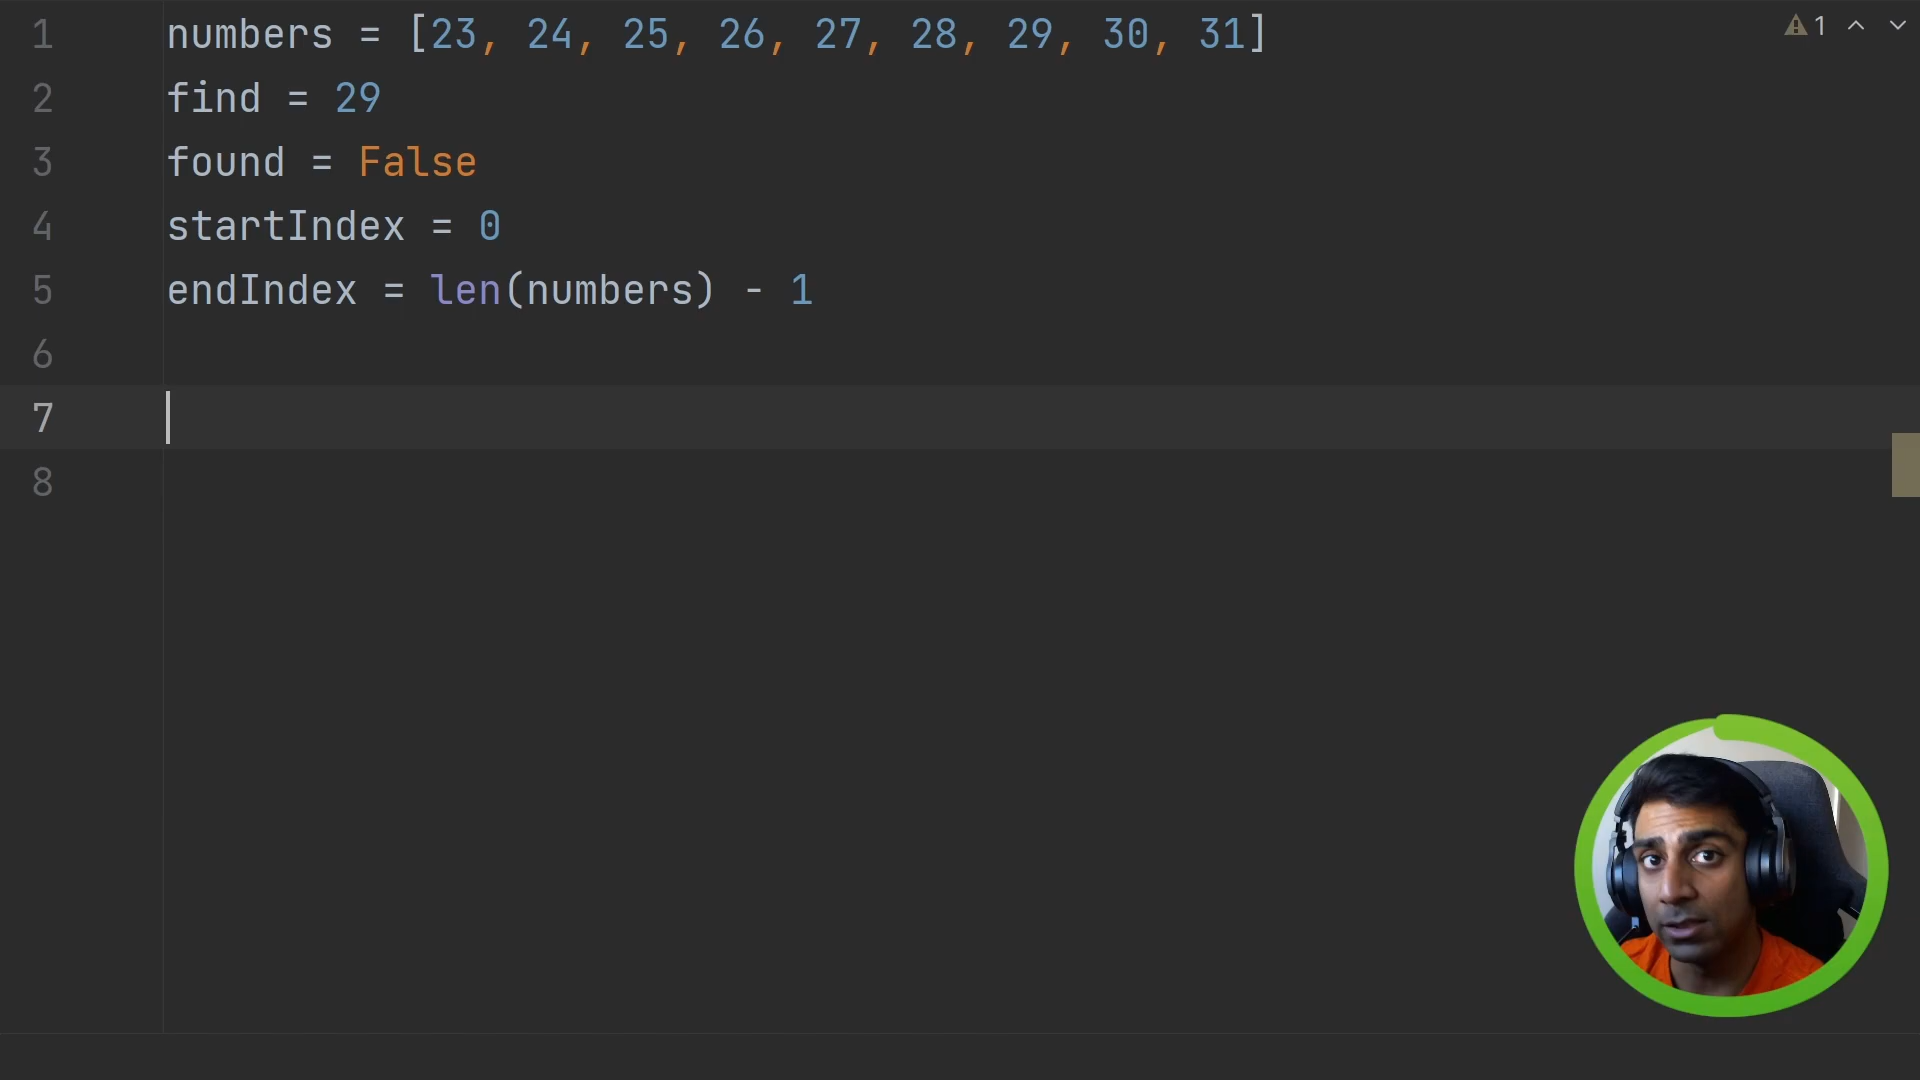 1 numbers = [23, 24, 25, 26, 27, 28, 29, 30, 31]
2 find = 29
3 found = False
4 startIndex = 0
5 endIndex = len(numbers) - 1
6
7
8
1